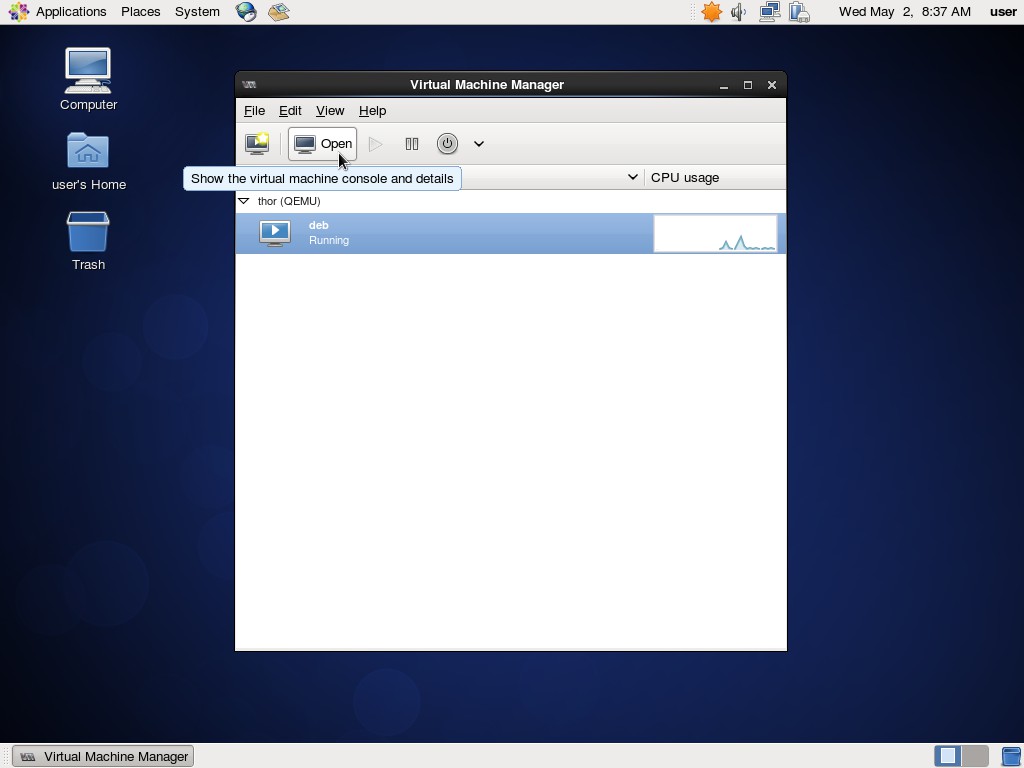 Applications Places System
Wed May 2, 8:37 AM user
Computer
user's Home
Trash
Virtual Machine Manager
File Edit View Help
Open
Show the virtual machine console and details
CPU usage
thor (QEMU)
deb
Running
Virtual Machine Manager